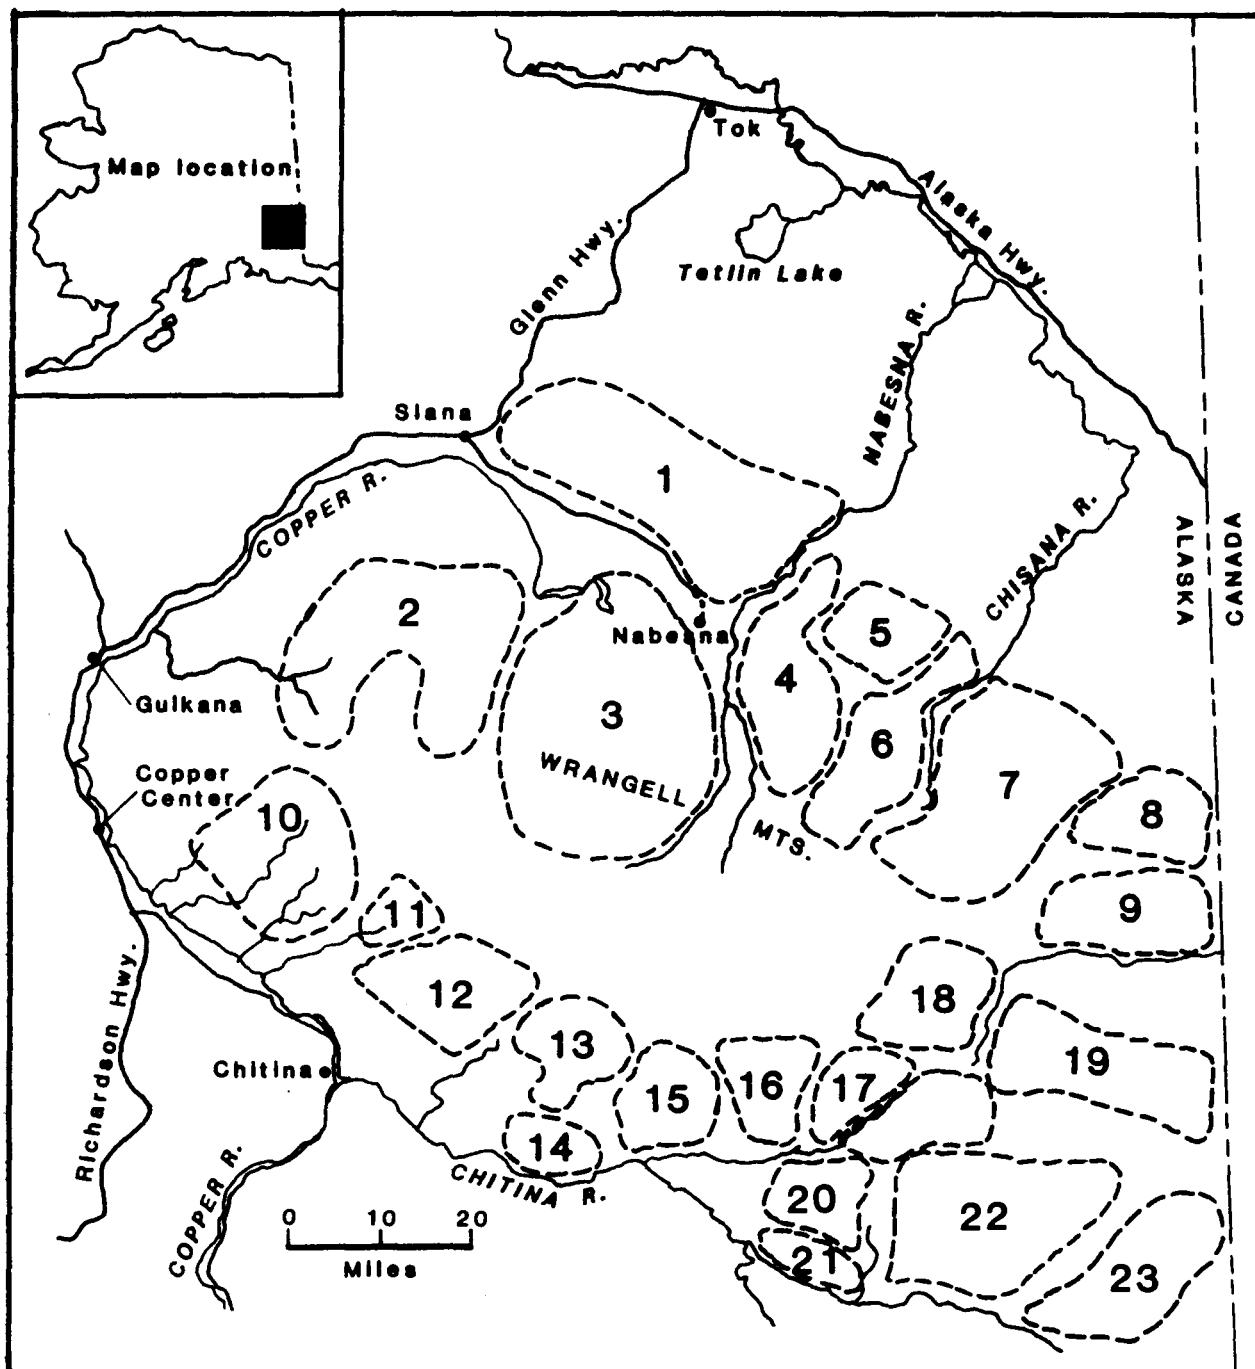 Map location
Tok
Alaska Hwy.
Glenn Hwy.
Tetlin Lake
NABESNA R.
Slana
1
COPPER R.
CHISANA R.
ALASKA
CANADA
2
Nabesna
5
4
Gulkana
3
6
WRANGELL
7
MTS.
Copper
Center
10
8
11
9
Richardson Hwy.
12
18
13
19
Chitina
15
16
17
14
CHITINA R.
COPPER R.
20
22
21
23
0 10 20
Miles